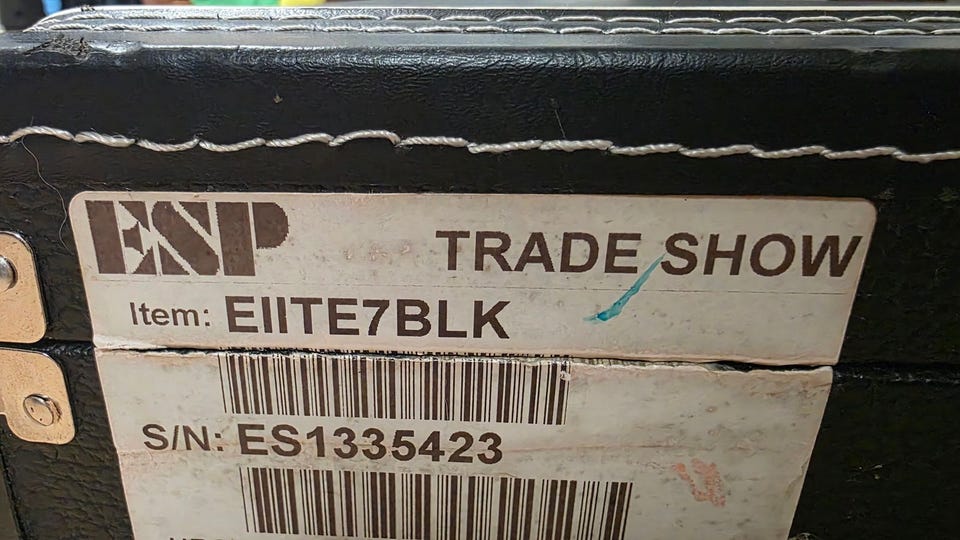 ESP TRADE SHOW
Item: EIITE7BLK
S/N: ES1335423